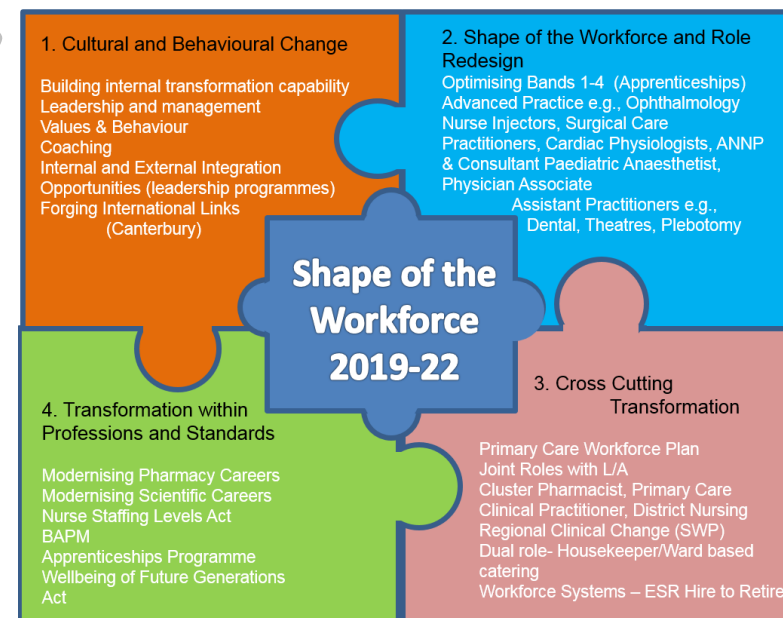 1. Cultural and Behavioural Change
Building internal transformation capability
Leadership and management
Values & Behaviour
Coaching
Internal and External Integration
Opportunities (leadership programmes)
Forging International Links
(Canterbury)
2. Shape of the Workforce and Role
Redesign
Optimising Bands 1-4 (Apprenticeships)
Advanced Practice e.g., Ophthalmology
Nurse Injectors, Surgical Care
Practitioners, Cardiac Physiologists, ANNP
& Consultant Paediatric Anaesthetist,
Physician Associate
Assistant Practitioners e.g.,
Dental, Theatres, Plebotomy
Shape of the
Workforce
2019-22
3. Cross Cutting
Transformation
Primary Care Workforce Plan
Joint Roles with L/A
Cluster Pharmacist, Primary Care
Clinical Practitioner, District Nursing
Regional Clinical Change (SWP)
Dual role- Housekeeper/Ward based
catering
Workforce Systems – ESR Hire to Retire
4. Transformation within
Professions and Standards
Modernising Pharmacy Careers
Modernising Scientific Careers
Nurse Staffing Levels Act
BAPM
Apprenticeships Programme
Wellbeing of Future Generations
Act